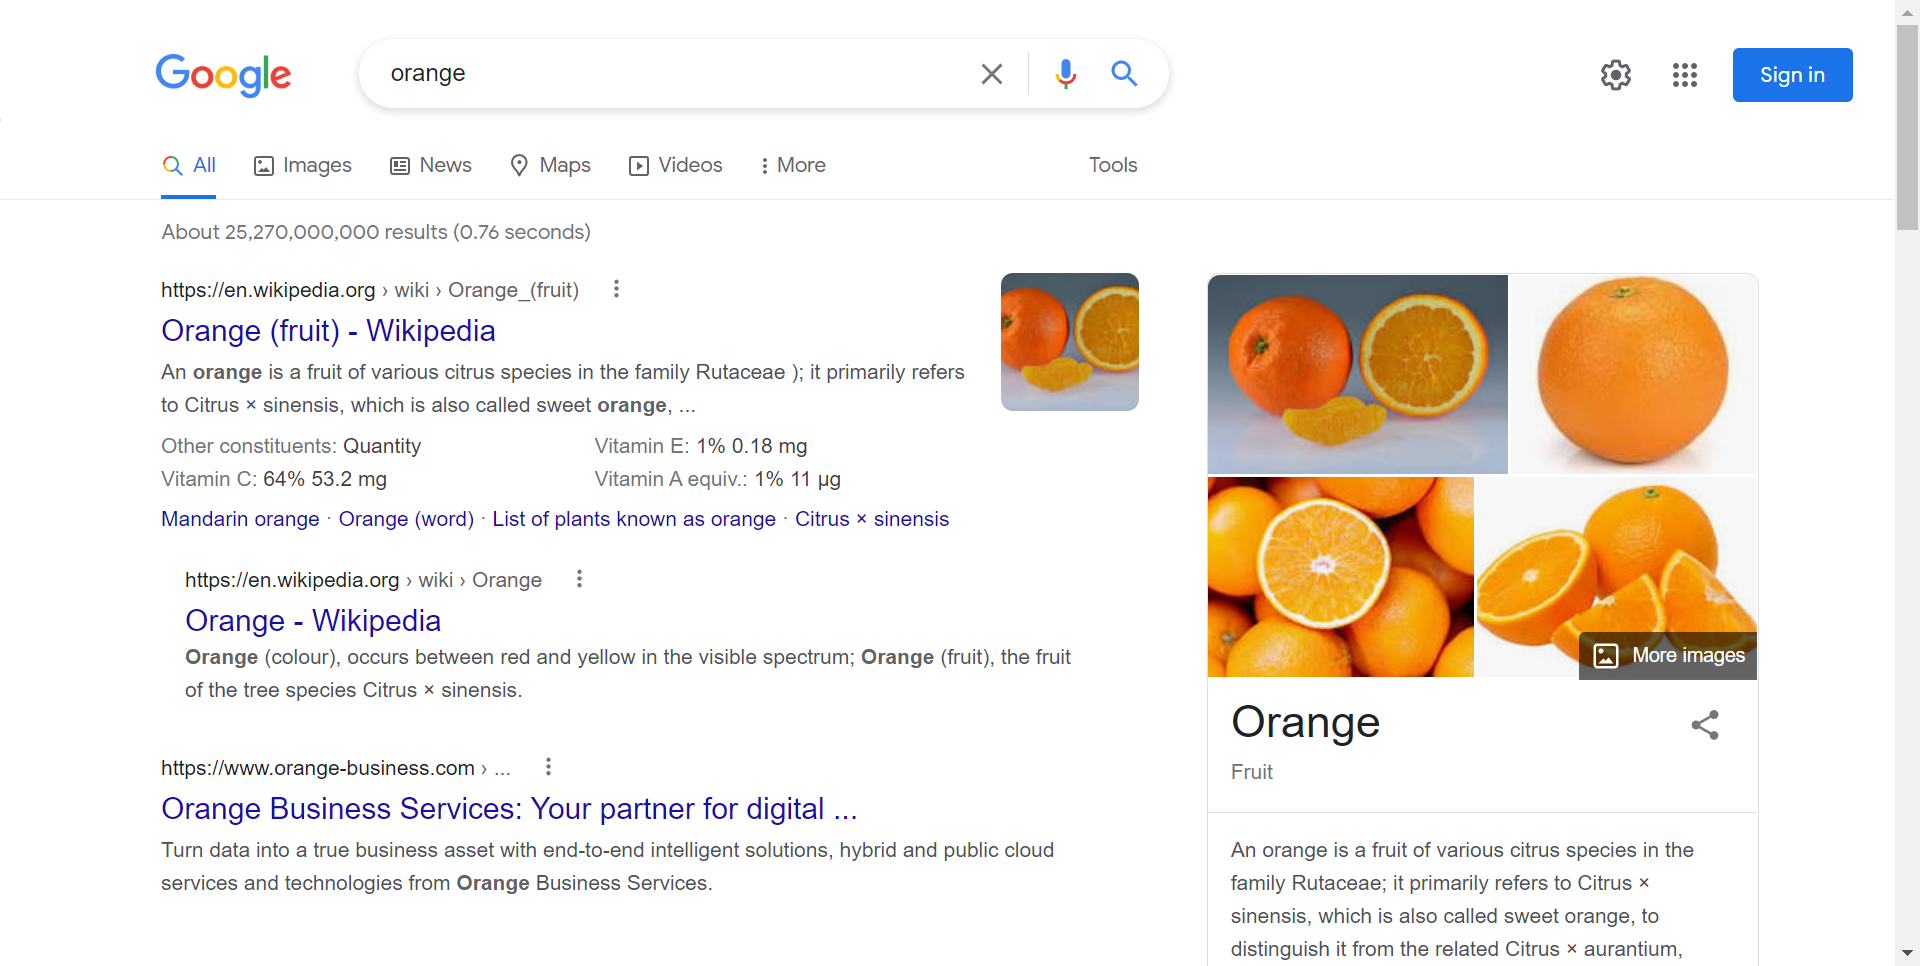 Google
orange
Sign in
All
Images
News
Maps
Videos
More
Tools
About 25,270,000,000 results (0.76 seconds)
https://en.wikipedia.org › wiki › Orange_(fruit)
Orange (fruit) - Wikipedia
An orange is a fruit of various citrus species in the family Rutaceae ); it primarily refers
to Citrus × sinensis, which is also called sweet orange, ...
Other constituents: Quantity
Vitamin E: 1% 0.18 mg
Vitamin C: 64% 53.2 mg
Vitamin A equiv.: 1% 11 μg
Mandarin orange · Orange (word) · List of plants known as orange · Citrus × sinensis
https://en.wikipedia.org › wiki › Orange
Orange - Wikipedia
Orange (colour), occurs between red and yellow in the visible spectrum; Orange (fruit), the fruit
of the tree species Citrus × sinensis.
https://www.orange-business.com › ...
Orange Business Services: Your partner for digital ...
Turn data into a true business asset with end-to-end intelligent solutions, hybrid and public cloud
services and technologies from Orange Business Services.
More images
Orange
Fruit
An orange is a fruit of various citrus species in the
family Rutaceae; it primarily refers to Citrus ×
sinensis, which is also called sweet orange, to
distinguish it from the related Citrus × aurantium,